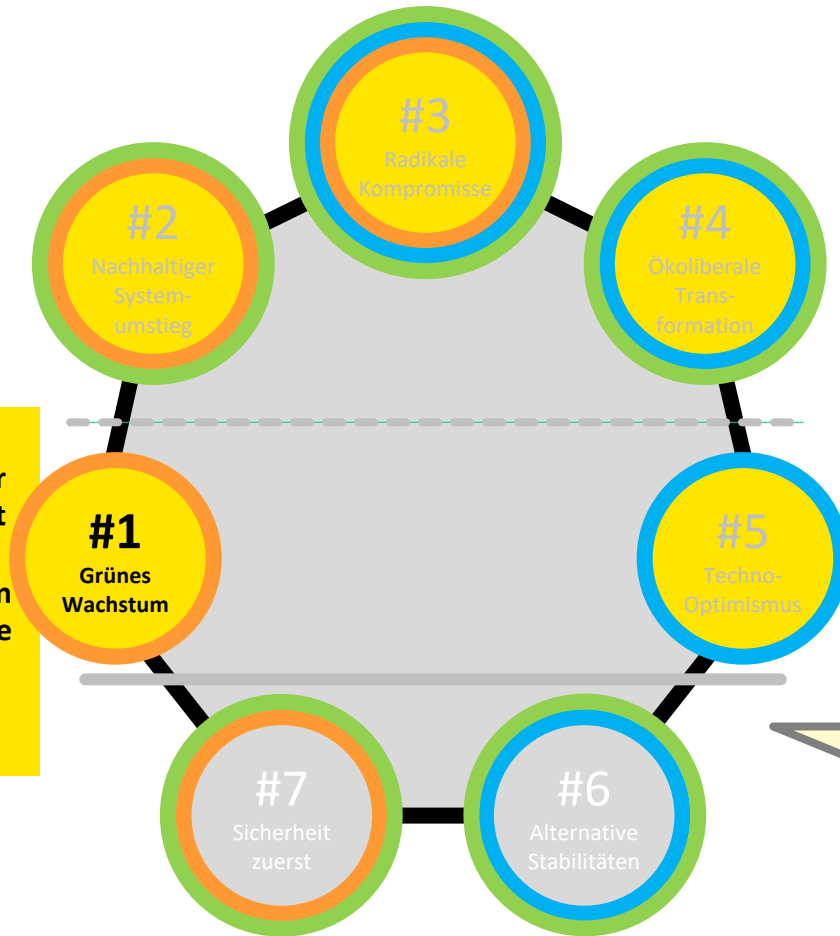 #3
Radikale
Kompromisse
#2
Nachhaltiger
System-
umstieg
#4
Ökoliberale
Trans-
formation
#1
Grünes
Wachstum
#5
Techno-
Optimismus
#7
Sicherheit
zuerst
#6
Alternative
Stabilitäten